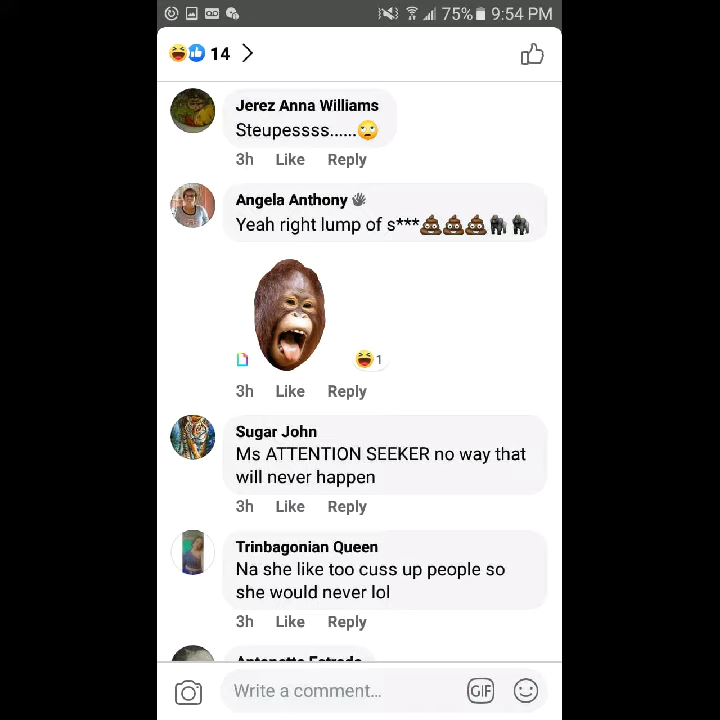 75% 9:54 PM
14
Jerez Anna Williams
Steupessss......🙄
3h Like Reply
Angela Anthony 👋
Yeah right lump of s***💩💩💩🦍🦍
1
3h Like Reply
Sugar John
Ms ATTENTION SEEKER no way that
will never happen
3h Like Reply
Trinbagonian Queen
Na she like too cuss up people so
she would never lol
3h Like Reply
Write a comment...
GIF